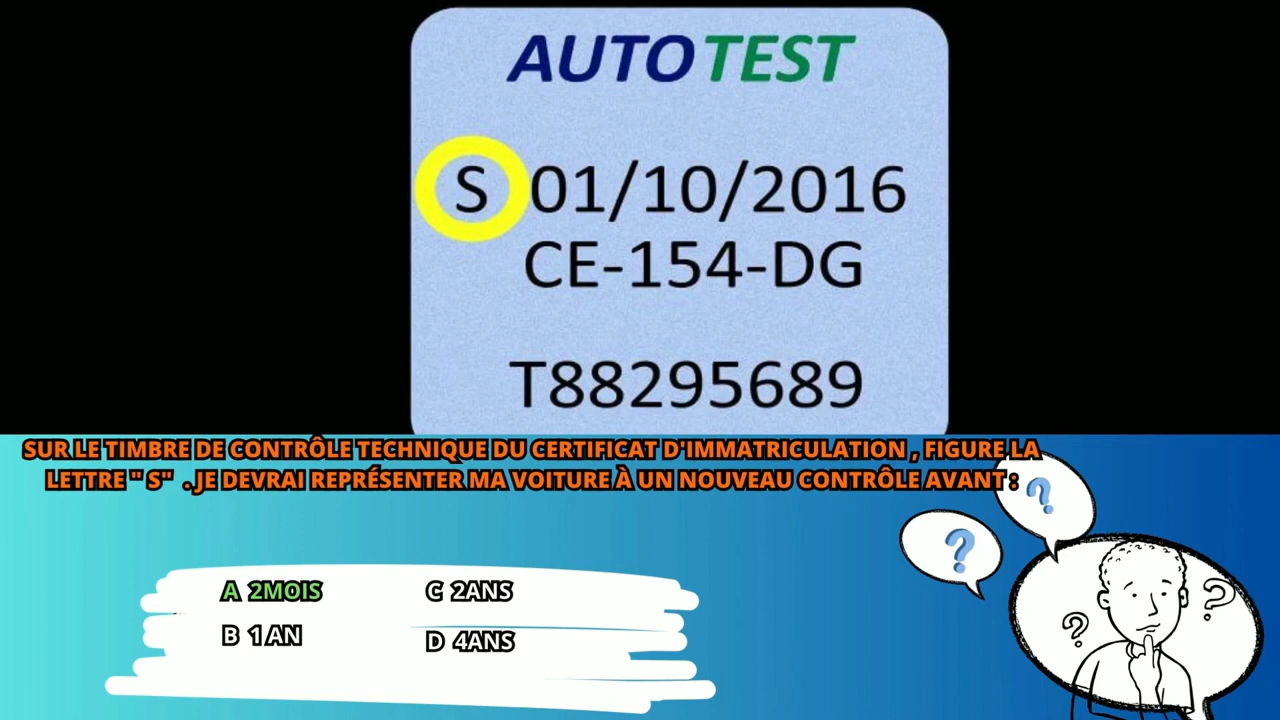 AUTOTEST
S 01/10/2016
CE-154-DG
T88295689
SUR LE TIMBRE DE CONTRÔLE TECHNIQUE DU CERTIFICAT D'IMMATRICULATION , FIGURE LA
LETTRE " S" . JE DEVRAI REPRÉSENTER MA VOITURE À UN NOUVEAU CONTRÔLE AVANT :
?
?
?
?
A 2MOIS
C 2ANS
B 1 AN
D 4ANS